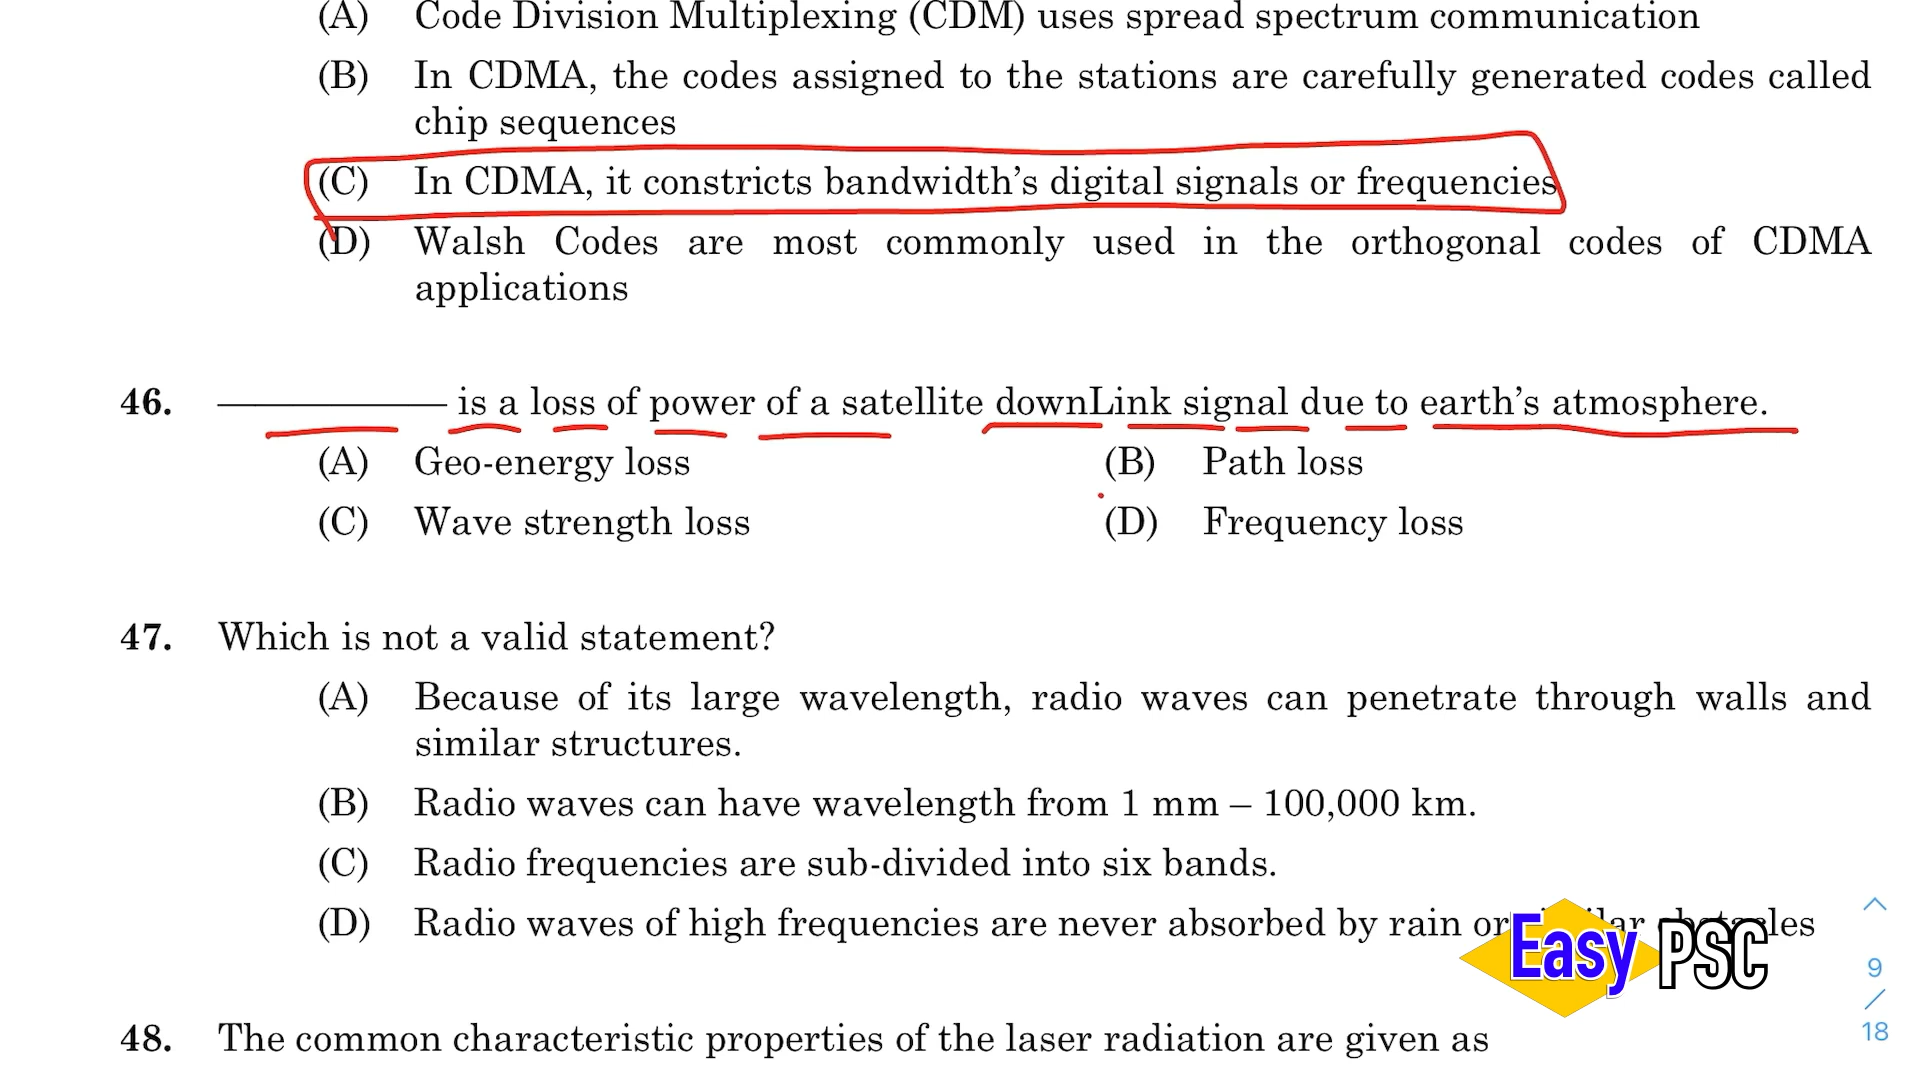 (A) Code Division Multiplexing (CDM) uses spread spectrum communication
(B) In CDMA, the codes assigned to the stations are carefully generated codes called
chip sequences
(C) In CDMA, it constricts bandwidth's digital signals or frequencies
(D) Walsh Codes are most commonly used in the orthogonal codes of CDMA
applications
46. ____________ is a loss of power of a satellite downLink signal due to earth's atmosphere.
(A) Geo-energy loss (B) Path loss
(C) Wave strength loss (D) Frequency loss
47. Which is not a valid statement?
(A) Because of its large wavelength, radio waves can penetrate through walls and
similar structures.
(B) Radio waves can have wavelength from 1 mm – 100,000 km.
(C) Radio frequencies are sub-divided into six bands.
(D) Radio waves of high frequencies are never absorbed by rain or
Easy PSC
9
/
18
48. The common characteristic properties of the laser radiation are given as